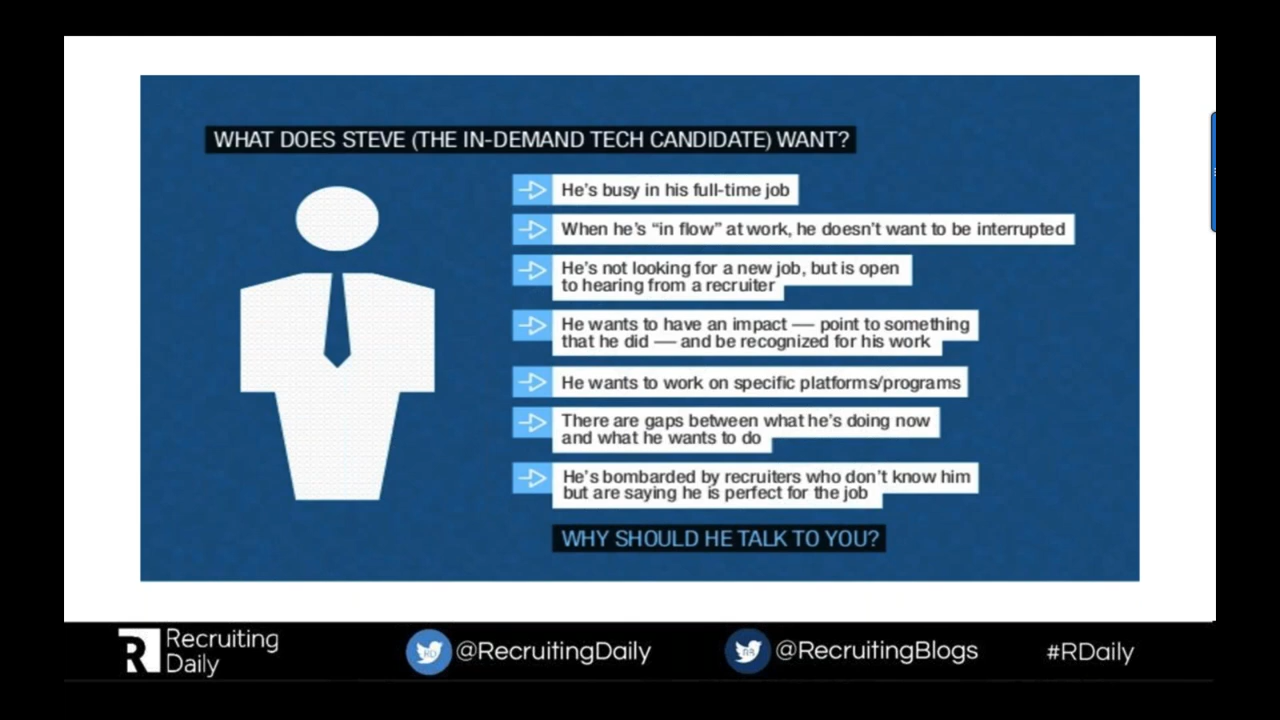 WHAT DOES STEVE (THE IN-DEMAND TECH CANDIDATE) WANT?
He's busy in his full-time job
When he's “in flow” at work, he doesn't want to be interrupted
He's not looking for a new job, but is open
to hearing from a recruiter
He wants to have an impact — point to something
that he did — and be recognized for his work
He wants to work on specific platforms/programs
There are gaps between what he's doing now
and what he wants to do
He's bombarded by recruiters who don't know him
but are saying he is perfect for the job
WHY SHOULD HE TALK TO YOU?
R Recruiting
Daily
@RecruitingDaily
@RecruitingBlogs
#RDaily